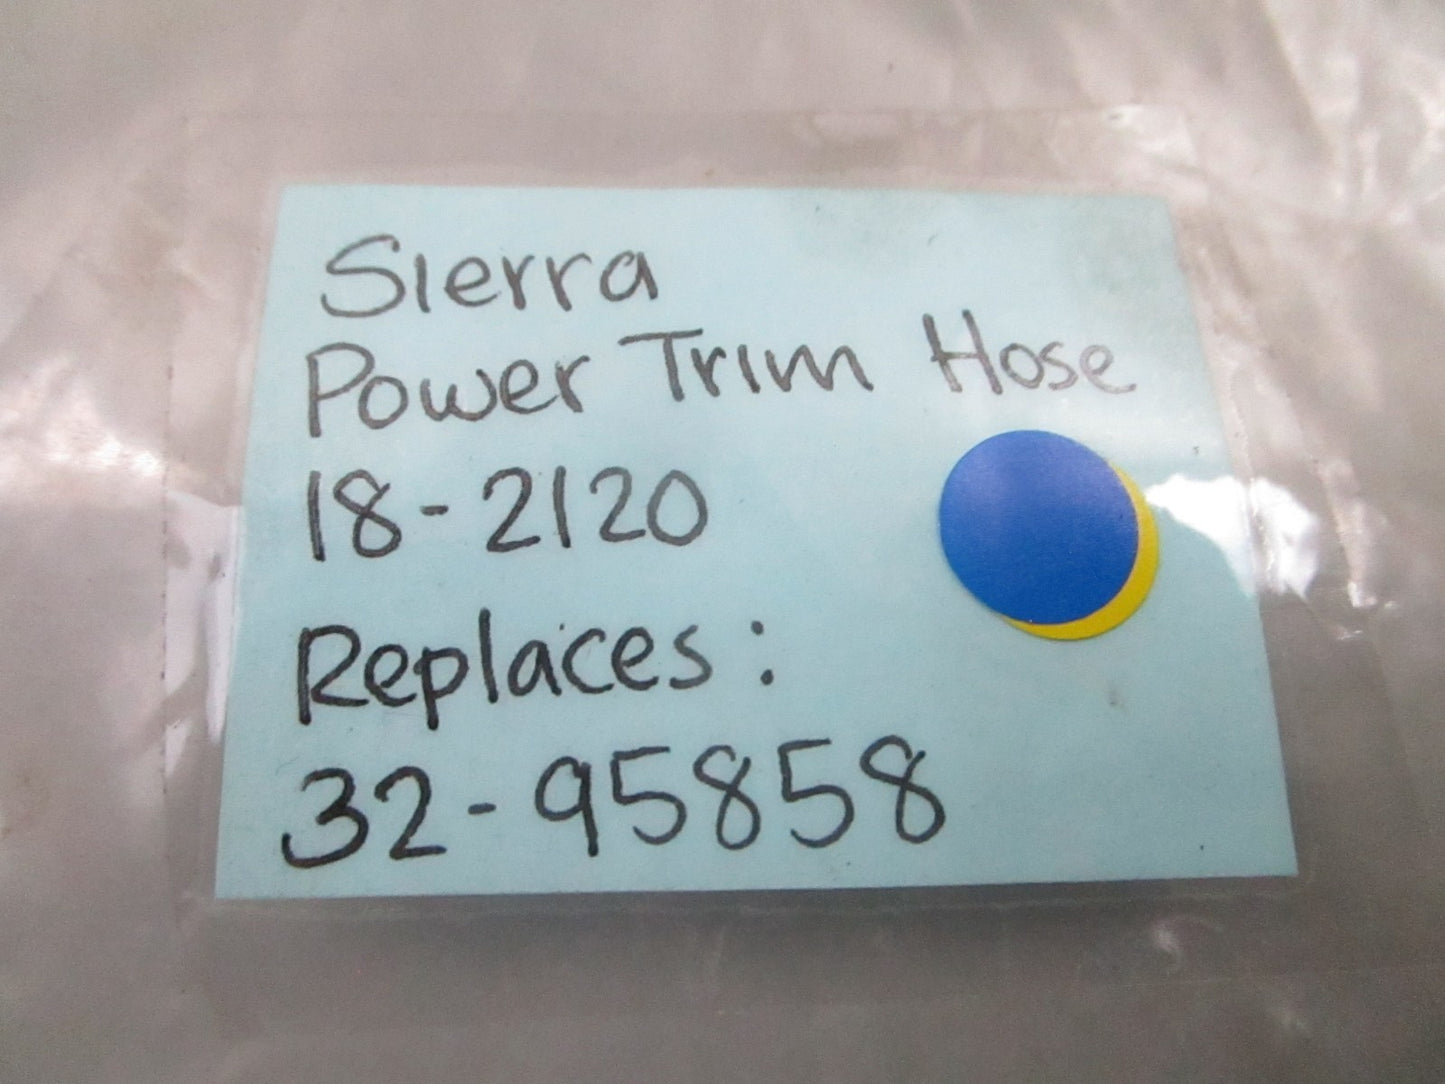 Sierra
Power Trim Hose
18-2120
Replaces:
32-95858